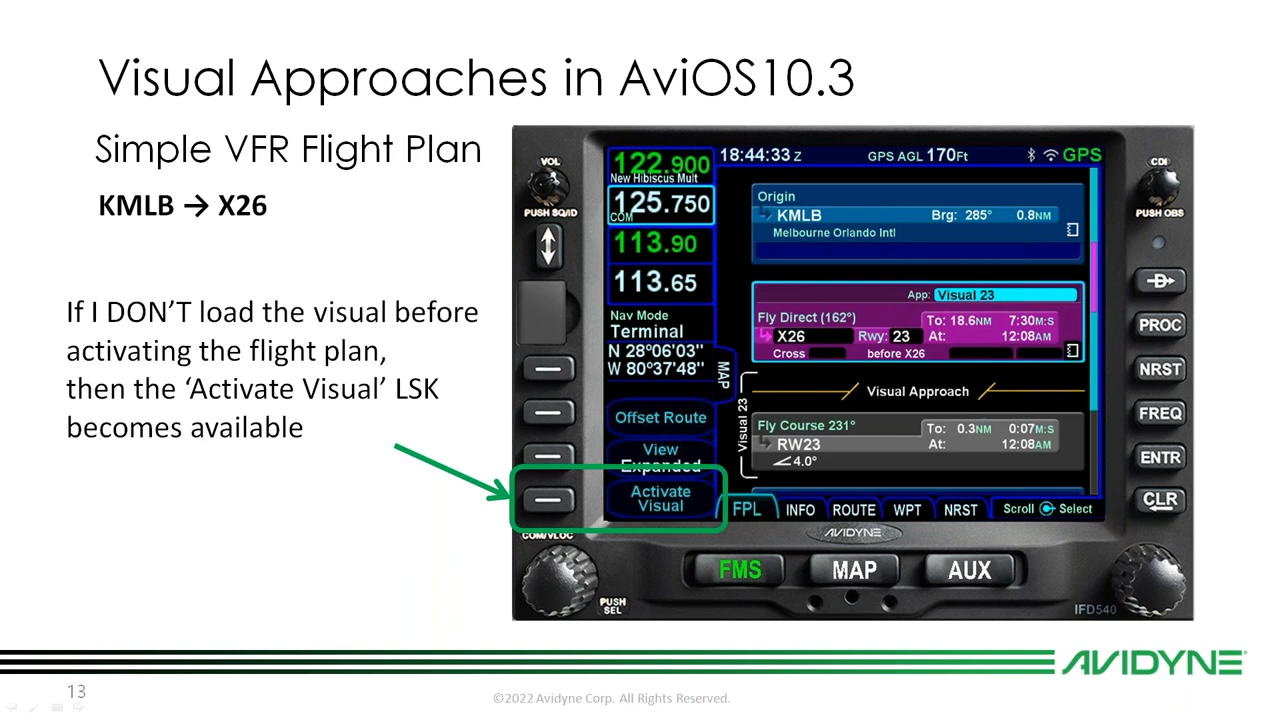 Visual Approaches in AviOS10.3
Simple VFR Flight Plan
KMLB → X26
If I DON'T load the visual before
activating the flight plan,
then the 'Activate Visual' LSK
becomes available
VOL
PUSH SQ/ID
122.900
New Hibiscus Mult
125.750
COM
113.90
113.65
Nav Mode
Terminal
N 28°06'03"
W 80°37'48"
MAP
Offset Route
View
Expanded
Activate
Visual
18:44:33 Z
GPS AGL 170Ft
GPS
Origin
KMLB
Brg: 285° 0.8NM
Melbourne Orlando Intl
App: Visual 23
Fly Direct (162°)
To: 18.6NM 7:30M:S
X26 Rwy: 23
At: 12:08AM
Cross before X26
Visual Approach
Visual 23
Fly Course 231°
To: 0.3NM 0:07M:S
RW23
At: 12:08AM
4.0°
FPL INFO ROUTE WPT NRST Scroll Select
CDI
PUSH OBS
D
PROC
NRST
FREQ
ENTR
CLR
COM/VLOC
PUSH
SEL
AVIDYNE
FMS MAP AUX
IFD540
AVIDYNE
13
©2022 Avidyne Corp. All Rights Reserved.